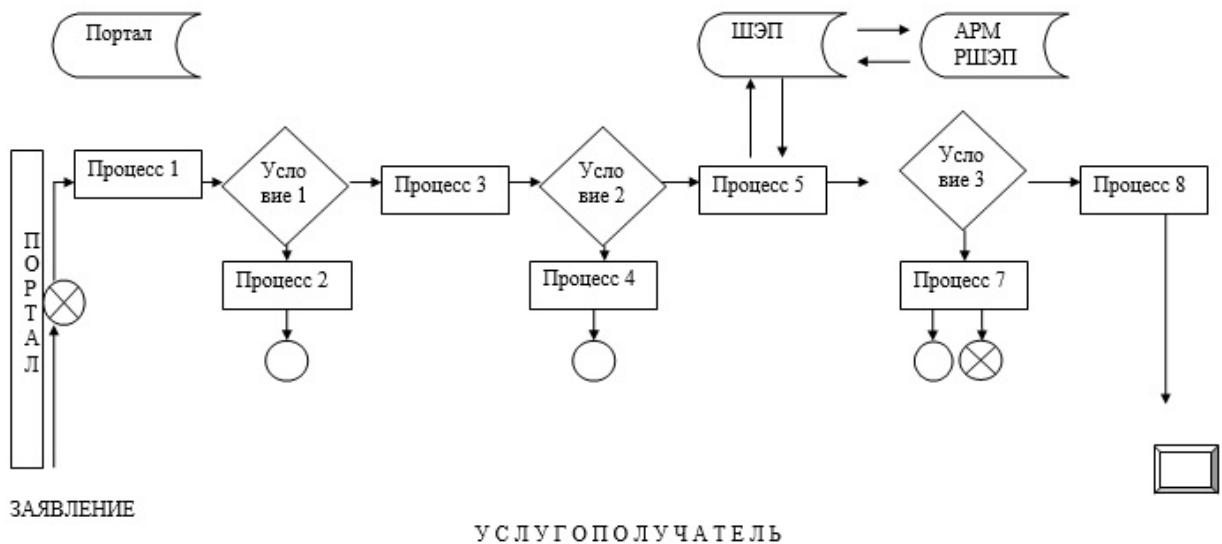 Портал
ШЭП
АРМ
РШЭП
Процесс 1
Усло
вие 1
Процесс 3
Усло
вие 2
Процесс 5
Усло
вие 3
Процесс 8
Процесс 2
Процесс 4
Процесс 7
П
О
Р
Т
А
Л
ЗАЯВЛЕНИЕ
У С Л У Г О П О Л У Ч А Т Е Л Ь